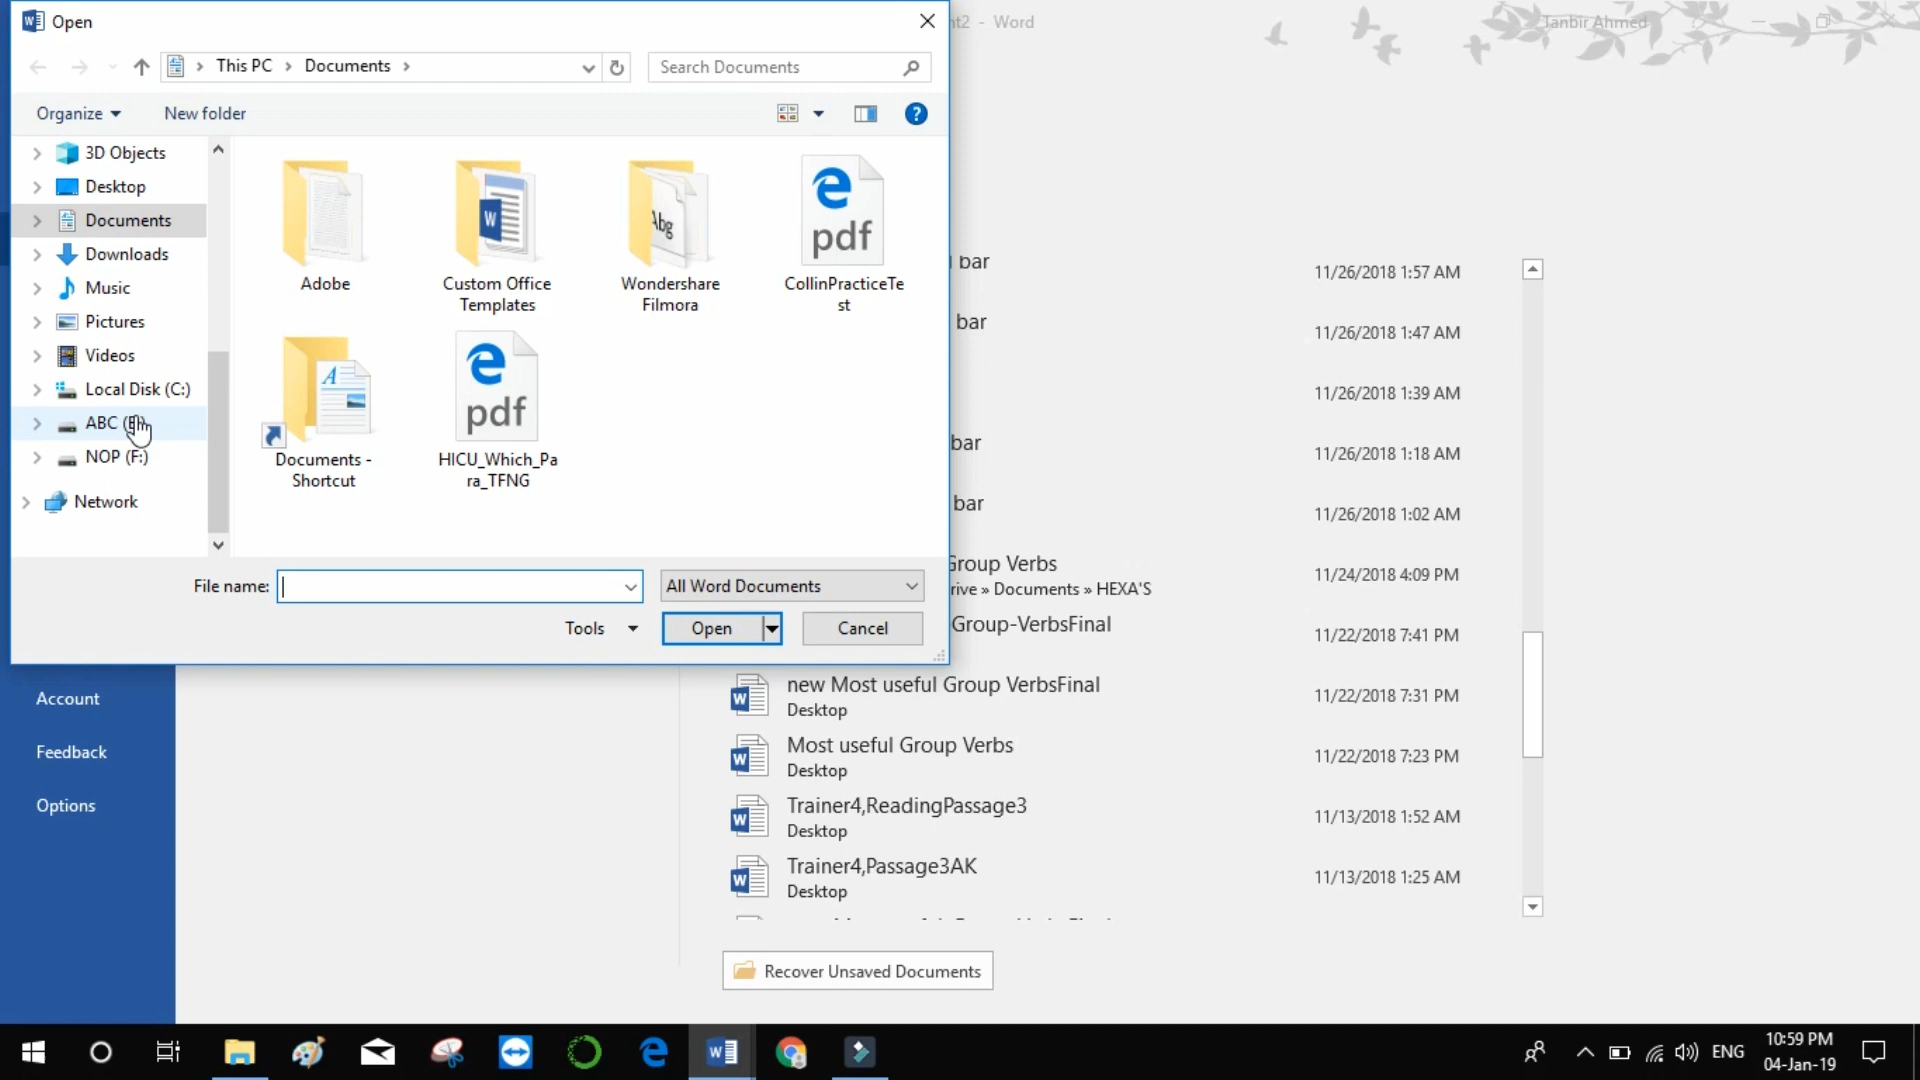 Open
nt2 - Word
Tanbir Ahmed
This PC
Documents
Search Documents
Organize
New folder
3D Objects
Desktop
Documents
Downloads
Music
Pictures
Videos
Local Disk (C:)
ABC
NOP (F:)
Network
Adobe
Custom Office
Templates
Wondershare
Filmora
Abg
pdf
CollinPracticeTe
st
Documents -
Shortcut
pdf
HICU_Which_Pa
ra_TFNG
File name:
All Word Documents
Tools
Open
Cancel
bar
11/26/2018 1:57 AM
bar
11/26/2018 1:47 AM
11/26/2018 1:39 AM
bar
11/26/2018 1:18 AM
bar
11/26/2018 1:02 AM
Group Verbs
11/24/2018 4:09 PM
rive » Documents » HEXA'S
Group-VerbsFinal
11/22/2018 7:41 PM
new Most useful Group VerbsFinal
11/22/2018 7:31 PM
Desktop
Most useful Group Verbs
11/22/2018 7:23 PM
Desktop
Trainer4,ReadingPassage3
11/13/2018 1:52 AM
Desktop
Trainer4,Passage3AK
11/13/2018 1:25 AM
Desktop
Recover Unsaved Documents
Account
Feedback
Options
ENG
10:59 PM
04-Jan-19